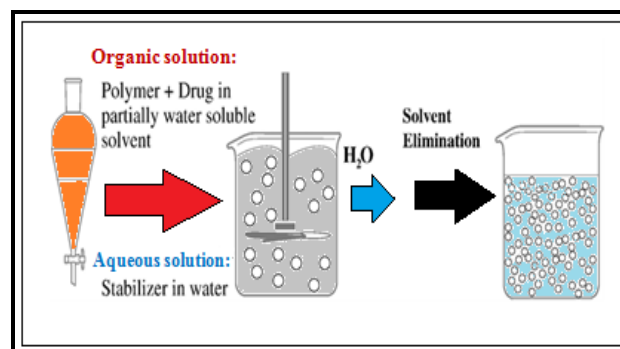 Organic solution:
Polymer + Drug in
partially water soluble
solvent
Aqueous solution:
Stabilizer in water
H₂O
Solvent
Elimination